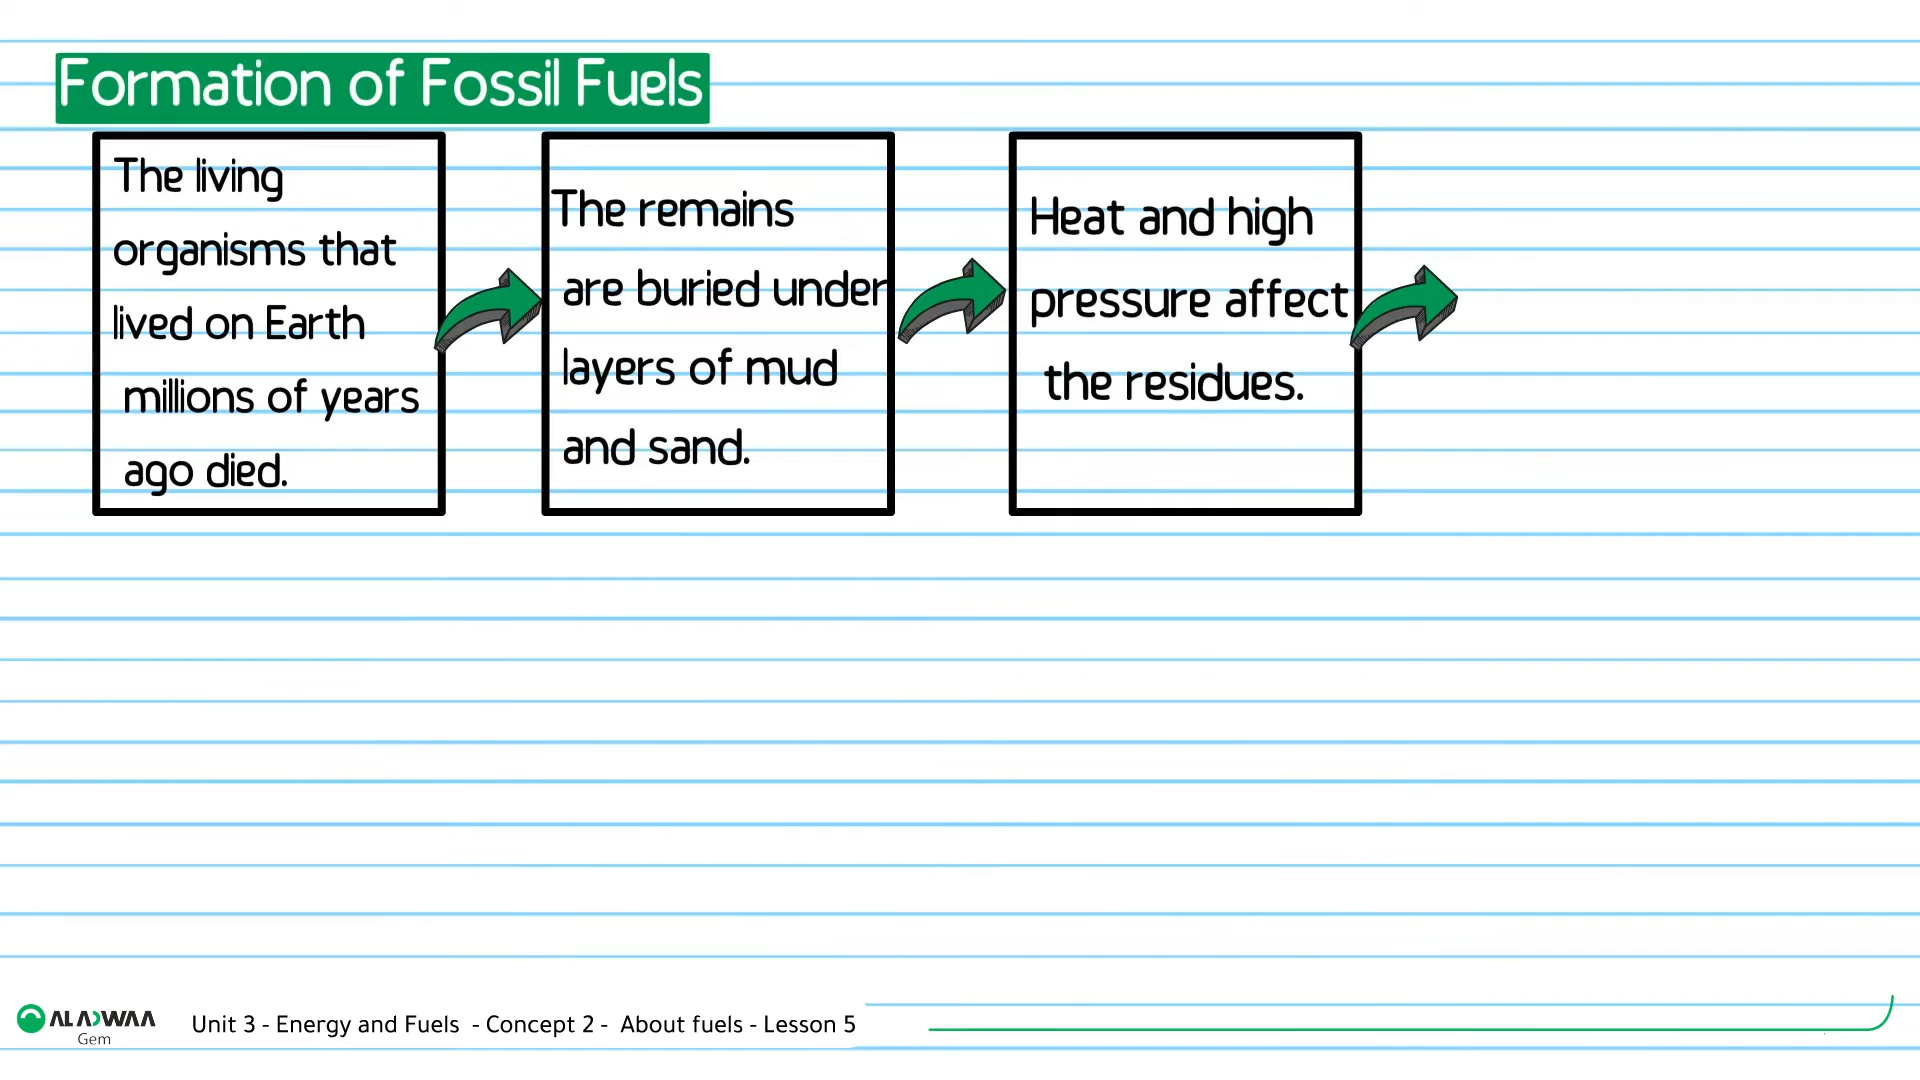 Formation of Fossil Fuels
The living
organisms that
lived on Earth
millions of years
ago died.
The remains
are buried under
layers of mud
and sand.
Heat and high
pressure affect
the residues.
AL ADWAA
Gem
Unit 3 - Energy and Fuels - Concept 2 - About fuels - Lesson 5